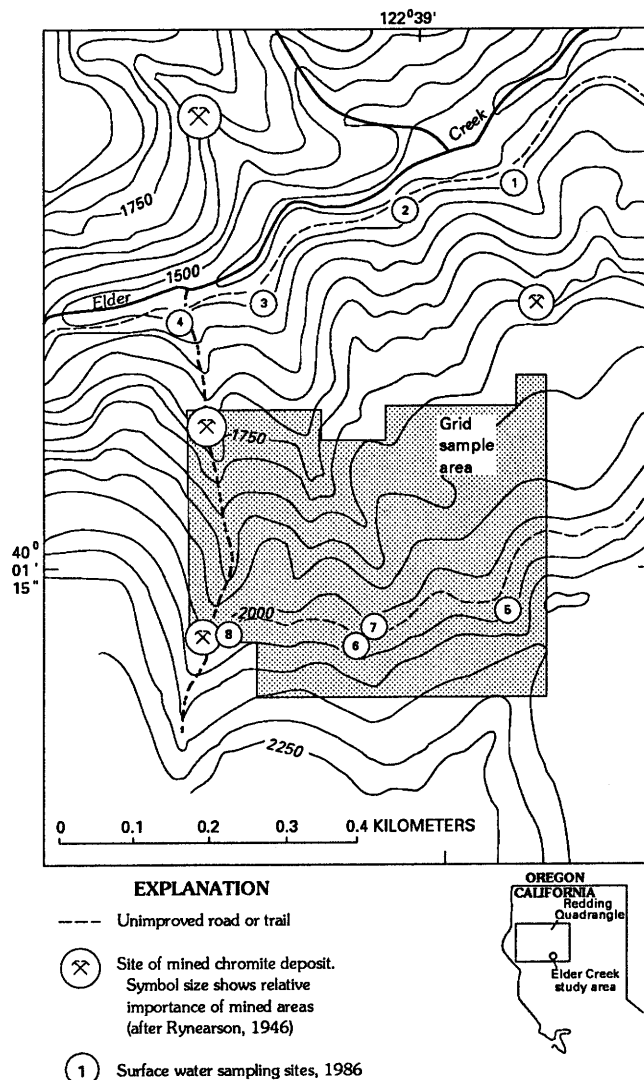 122°39'
Creek
1
2
1750
1500
Elder
3
4
Grid
sample
area
1750
40°
01'
15"
5
2000
7
8
6
2250
0 0.1 0.2 0.3 0.4 KILOMETERS
EXPLANATION
Unimproved road or trail
Site of mined chromite deposit.
Symbol size shows relative
importance of mined areas
(after Rynearson, 1946)
1 Surface water sampling sites, 1986
OREGON
CALIFORNIA
Redding
Quadrangle
Elder Creek
study area